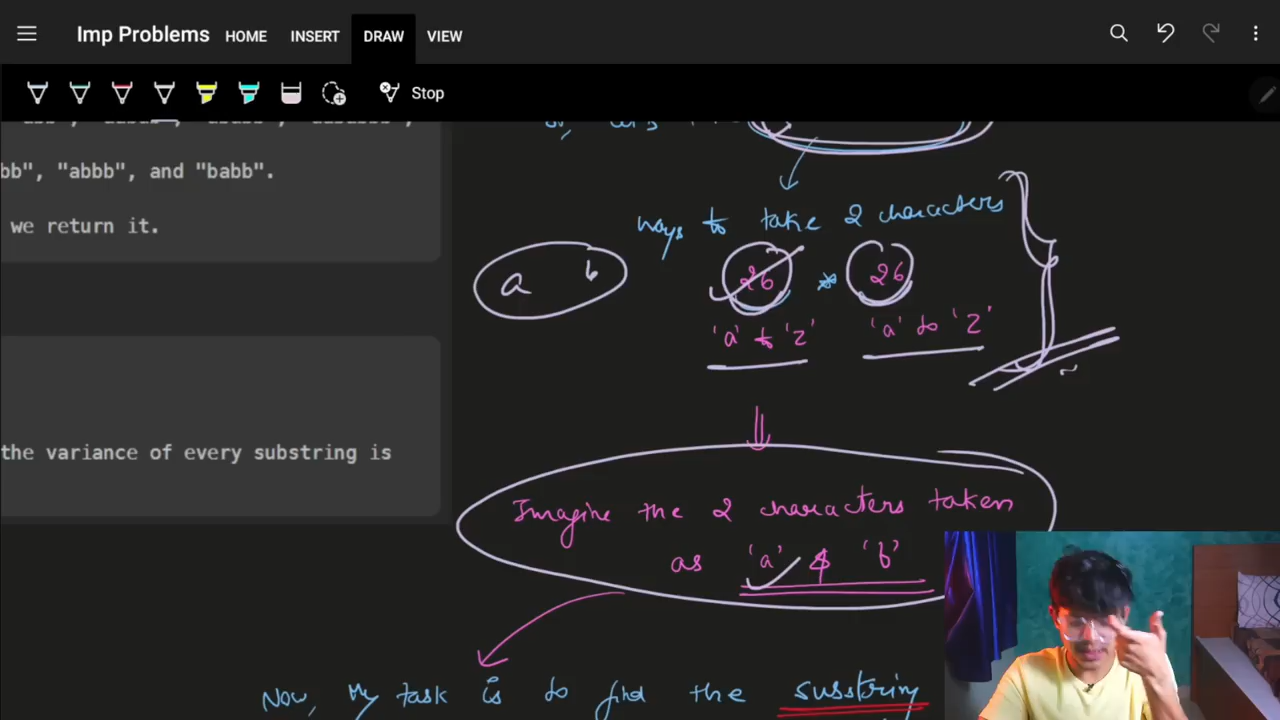 Imp Problems HOME INSERT DRAW VIEW
Stop
bb", "abbb", and "babb".
we return it.
ways to take 2 characters
a b
26 * 26
'a' to 'z' 'a' to 'z'
the variance of every substring is
Imagine the 2 characters taken
as 'a' & 'b'
Now, My task is to find the susstring